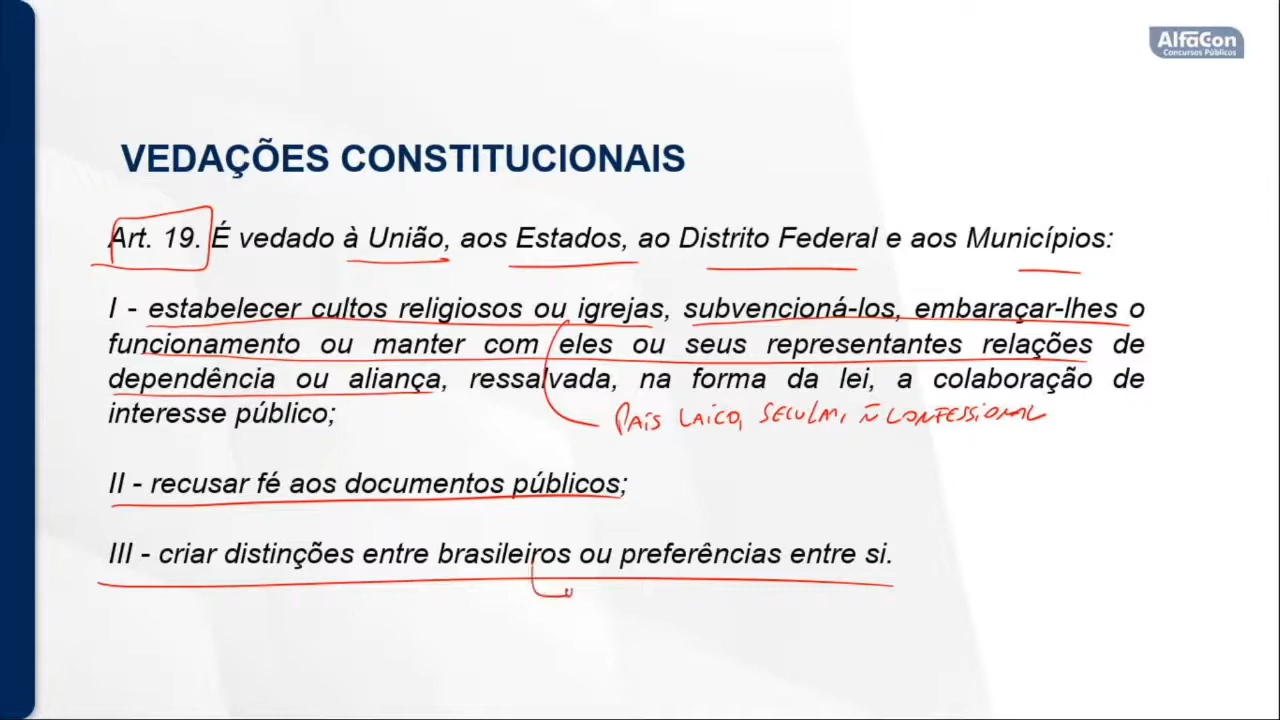 AlfaCon
Concursos Públicos
VEDAÇÕES CONSTITUCIONAIS
Art. 19. É vedado à União, aos Estados, ao Distrito Federal e aos Municípios:
I - estabelecer cultos religiosos ou igrejas, subvencioná-los, embaraçar-lhes o
funcionamento ou manter com eles ou seus representantes relações de
dependência ou aliança, ressalvada, na forma da lei, a colaboração de
interesse público;
PAÍS LAICO, SECULAR, Ñ CONFESSIONAL
II - recusar fé aos documentos públicos;
III - criar distinções entre brasileiros ou preferências entre si.